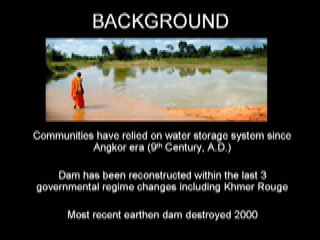 BACKGROUND
Communities have relied on water storage system since
Angkor era (9th Century, A.D.)
Dam has been reconstructed within the last 3
governmental regime changes including Khmer Rouge
Most recent earthen dam destroyed 2000